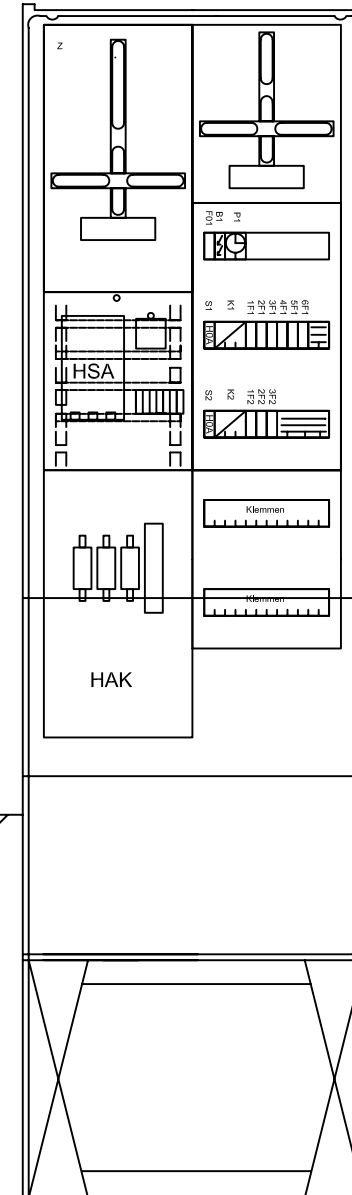 Z
F01 B1 P1
S1 K1 1F1 2F1 3F1 4F1 5F1 6F1
H0A
HSA
S2 K2 1F2 2F2 3F2
H0A
Klemmen
Klemmen
HAK